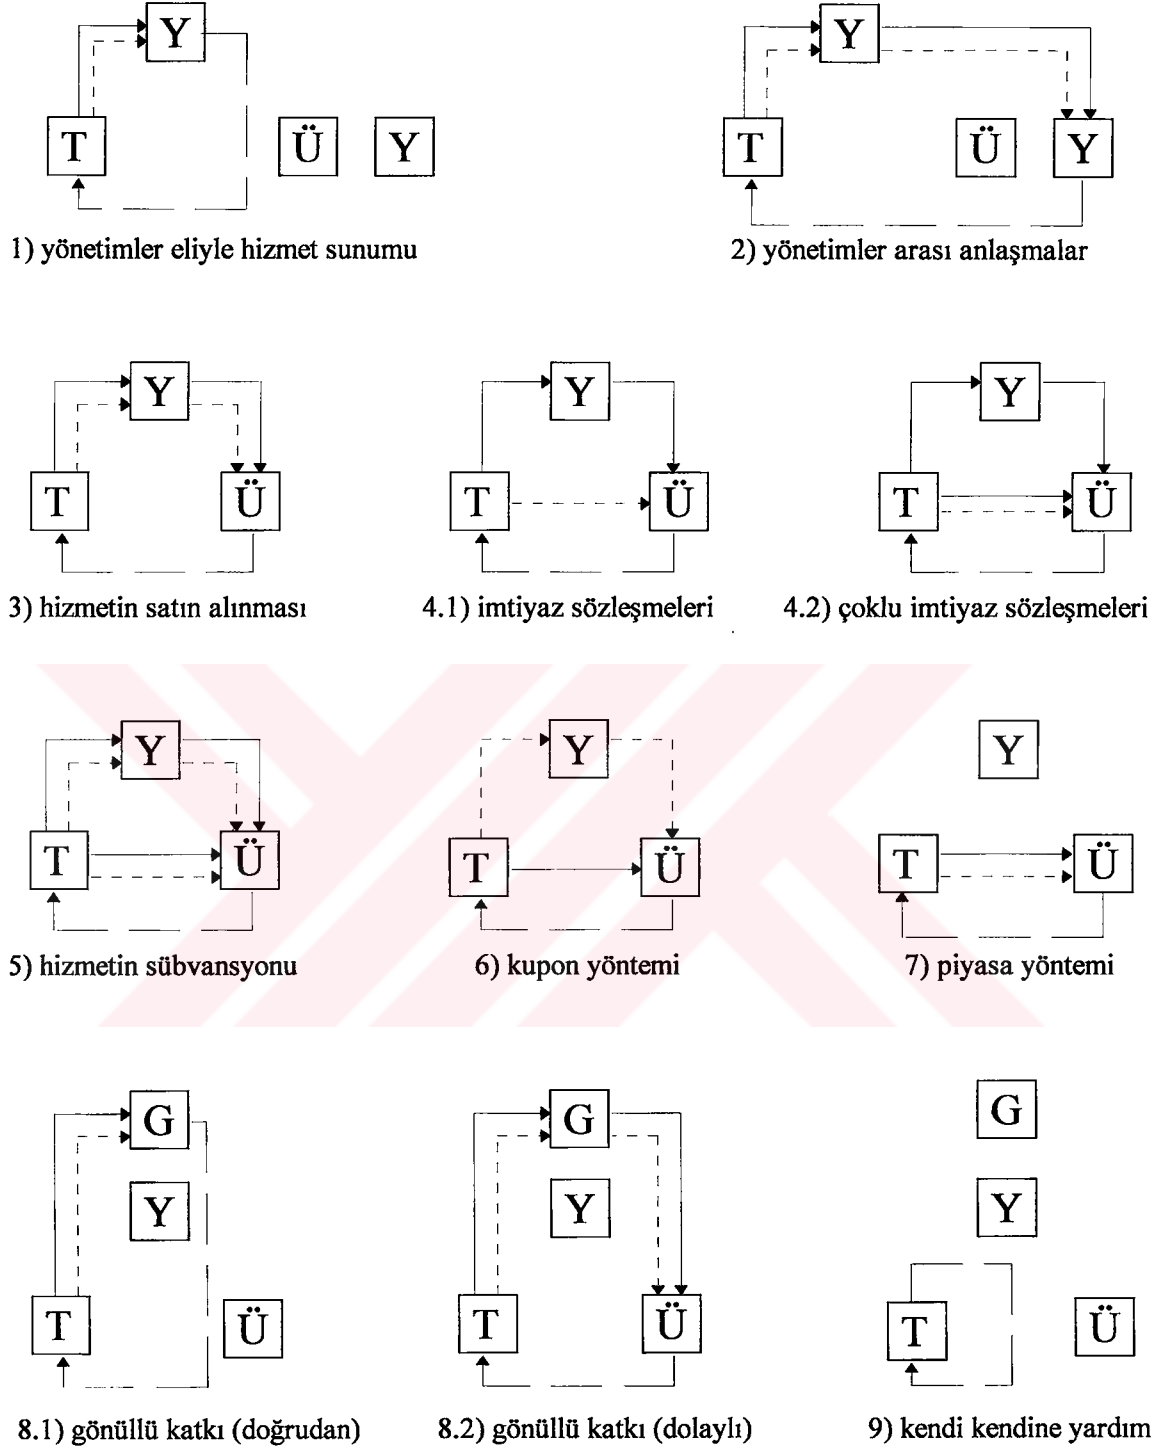 Y
T Ü Y
1) yönetimler eliyle hizmet sunumu
Y
T Ü Y
2) yönetimler arası anlaşmalar
Y
T Ü
3) hizmetin satın alınması
Y
T Ü
4.1) imtiyaz sözleşmeleri
Y
T Ü
4.2) çoklu imtiyaz sözleşmeleri
Y
T Ü
5) hizmetin sübvansyonu
Y
T Ü
6) kupon yöntemi
Y
T Ü
7) piyasa yöntemi
G
Y
T Ü
8.1) gönüllü katkı (doğrudan)
G
Y
T Ü
8.2) gönüllü katkı (dolaylı)
G
Y
T Ü
9) kendi kendine yardım